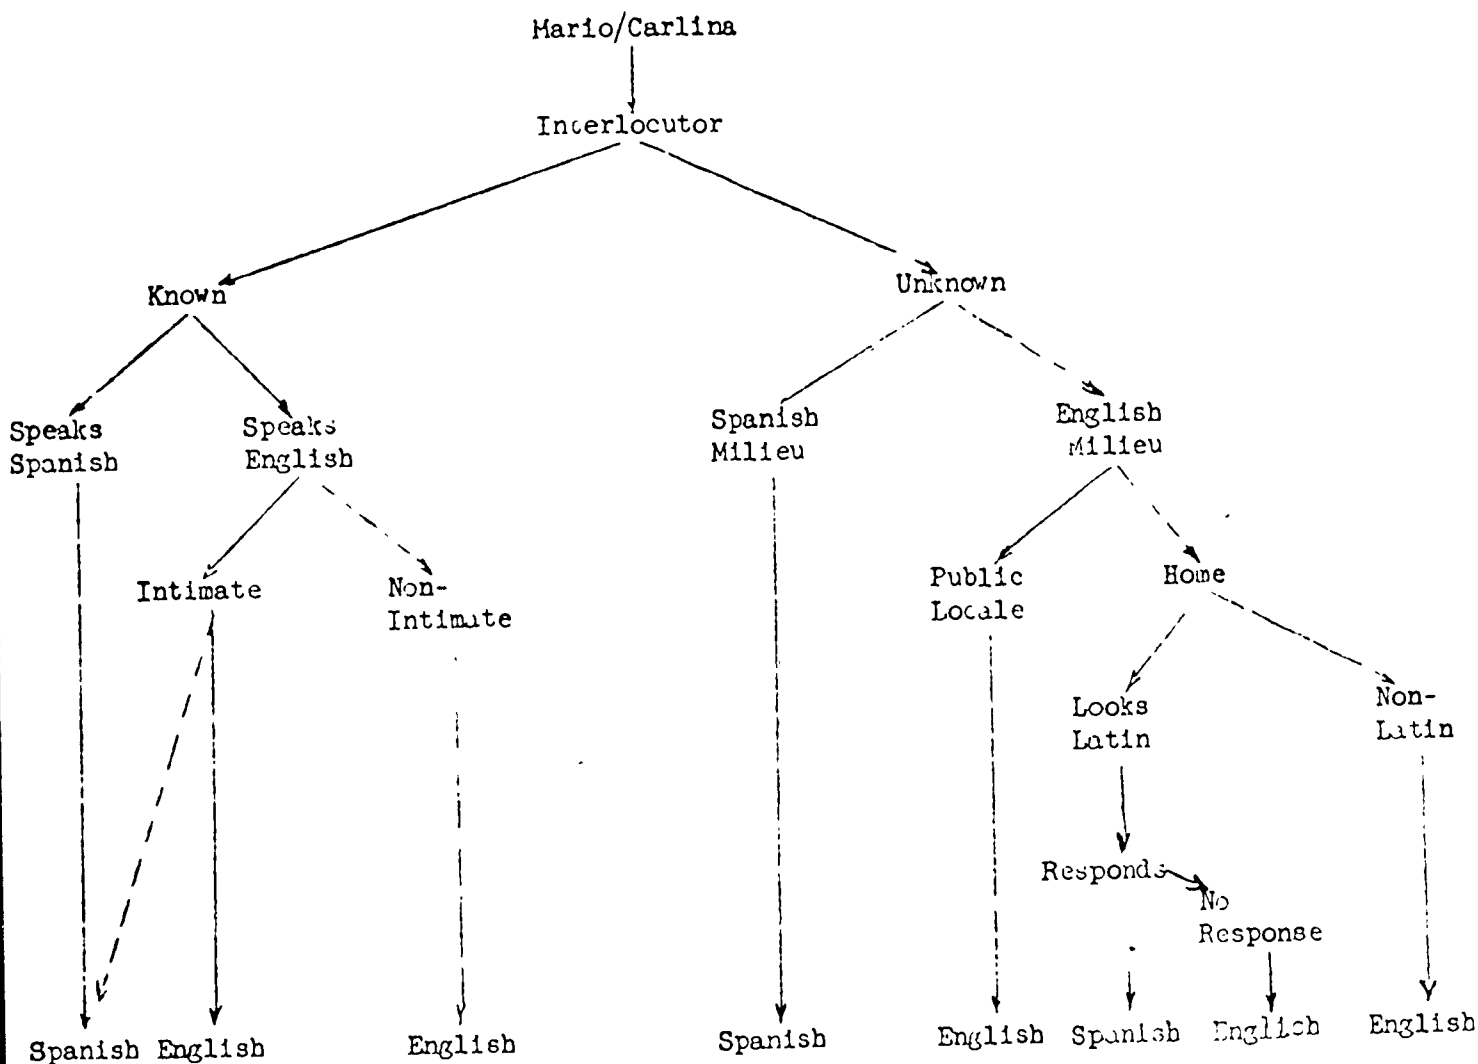 Mario/Carlina
Interlocutor
Known
Unknown
Speaks
Spanish
Speaks
English
Spanish
Milieu
English
Milieu
Intimate
Non-
Intimate
Public
Locale
Home
Looks
Latin
Non-
Latin
Responds
No
Response
Spanish
English
English
Spanish
English
Spanish
English
English